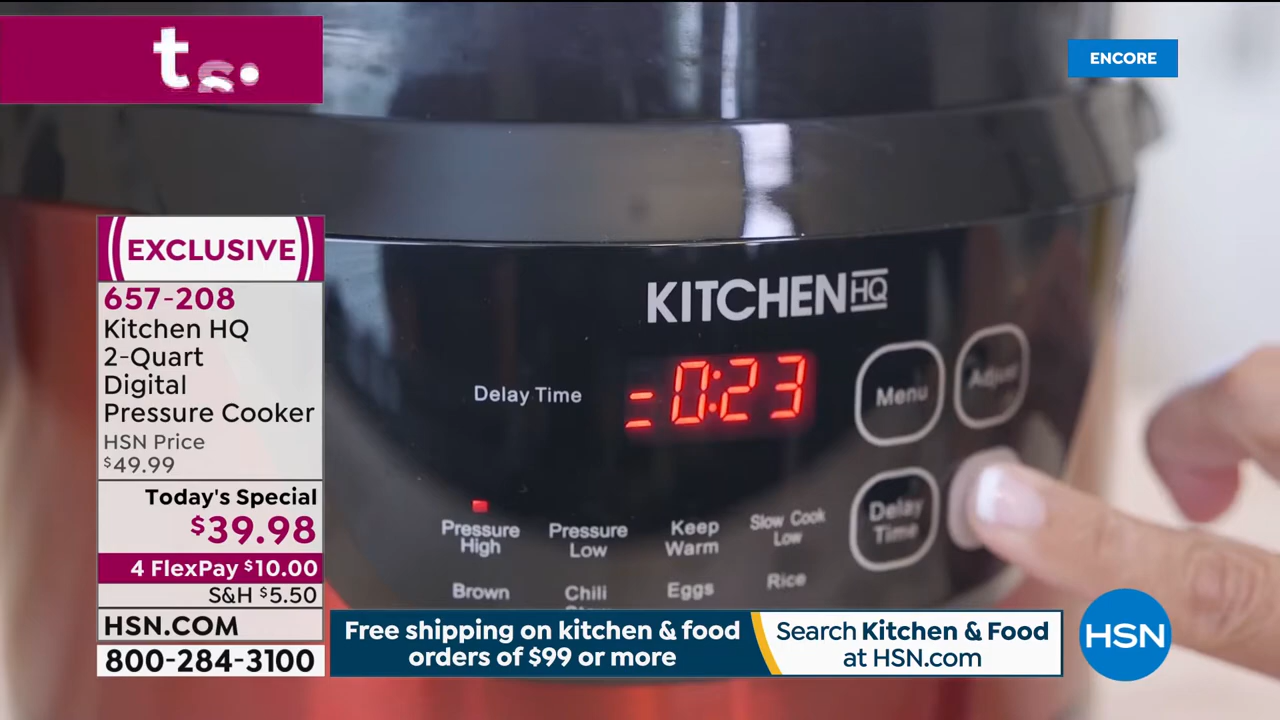 ts.
ENCORE
EXCLUSIVE
657-208
Kitchen HQ
2-Quart
Digital
Pressure Cooker
HSN Price
$49.99
Today's Special
$39.98
4 FlexPay $10.00
S&H $5.50
HSN.COM
800-284-3100
KITCHEN HQ
Delay Time
0:23
Menu
Adjust
Delay
Time
Pressure
High
Pressure
Low
Keep
Warm
Slow Cook
Low
Brown
Chili
Eggs
Rice
Free shipping on kitchen & food
orders of $99 or more
Search Kitchen & Food
at HSN.com
HSN